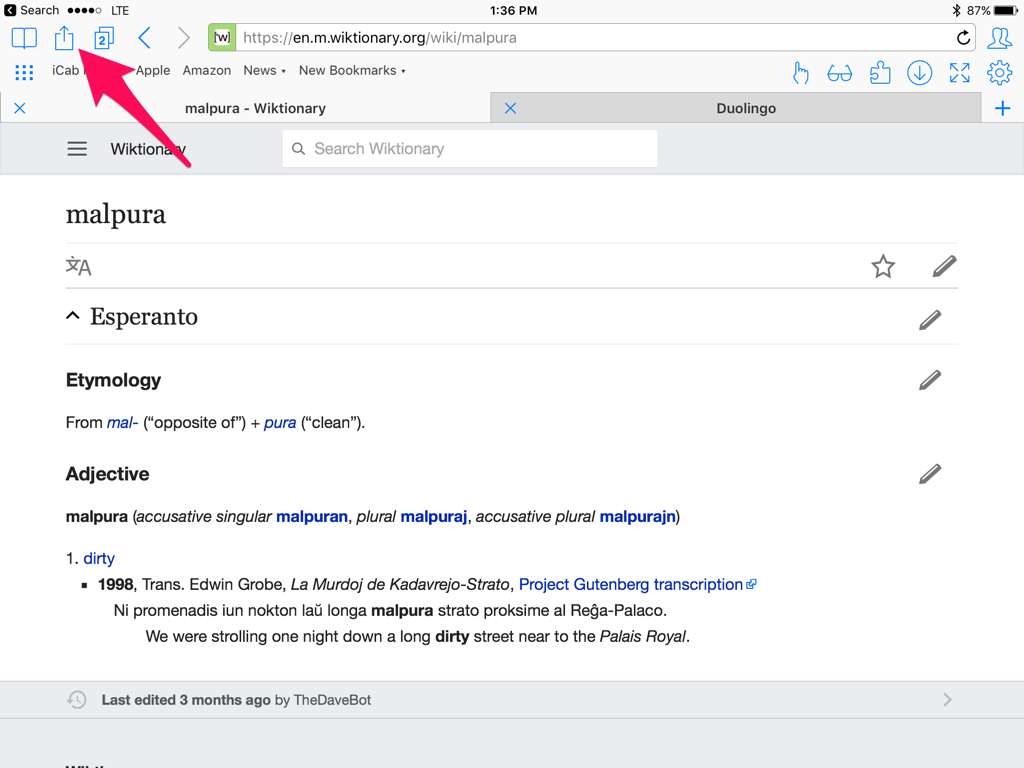 Search LTE 1:36 PM 87%
2 [w] https://en.m.wiktionary.org/wiki/malpura
iCab Apple Amazon News New Bookmarks
malpura - Wiktionary Duolingo
Wiktionary Search Wiktionary
malpura
文A
Esperanto
Etymology
From mal- (“opposite of”) + pura (“clean”).
Adjective
malpura (accusative singular malpuran, plural malpuraj, accusative plural malpurajn)
1. dirty
1998, Trans. Edwin Grobe, La Murdoj de Kadavrejo-Strato, Project Gutenberg transcription
Ni promenadis iun nokton laŭ longa malpura strato proksime al Reĝa-Palaco.
We were strolling one night down a long dirty street near to the Palais Royal.
Last edited 3 months ago by TheDaveBot